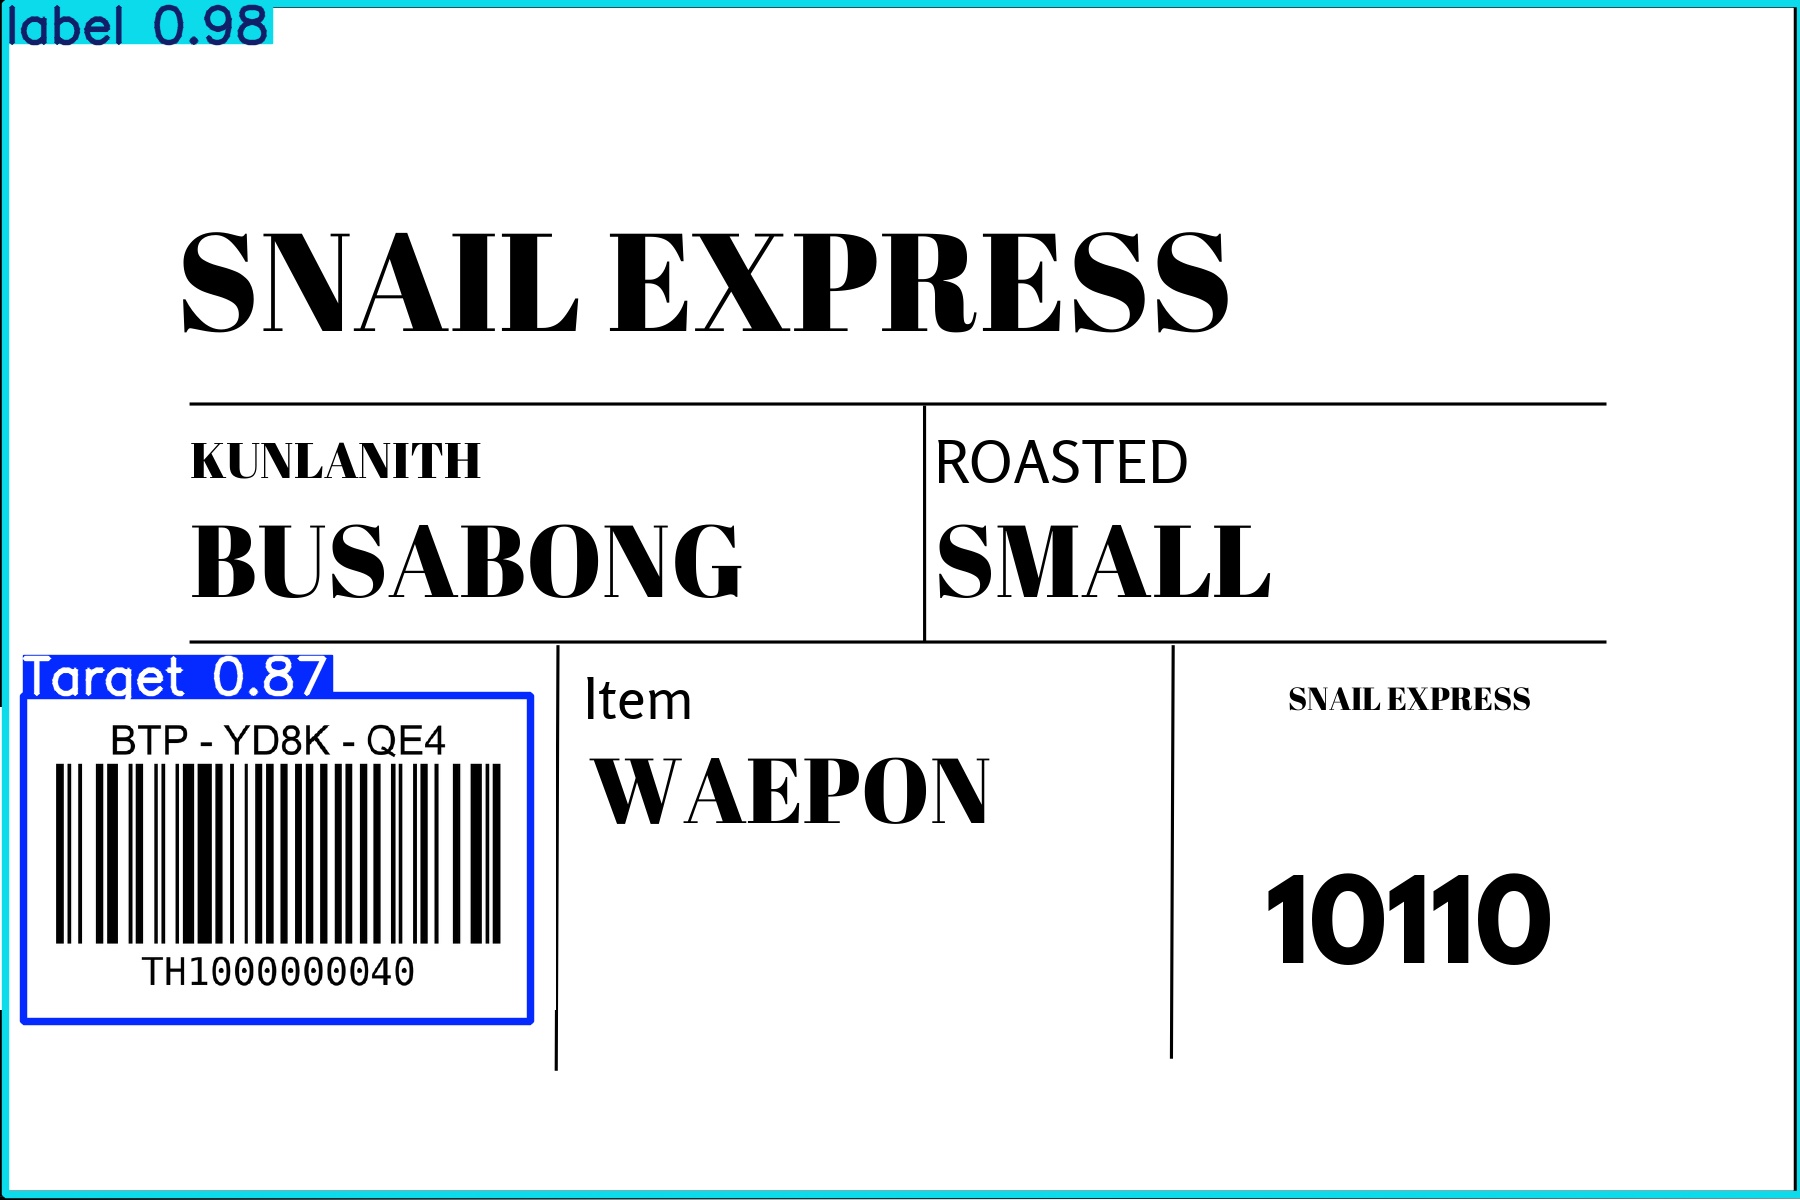 label 0.98
SNAIL EXPRESS
KUNLANITH
BUSABONG
ROASTED
SMALL
Target 0.87
BTP - YD8K - QE4
TH1000000040
Item
WAEPON
SNAIL EXPRESS
10110